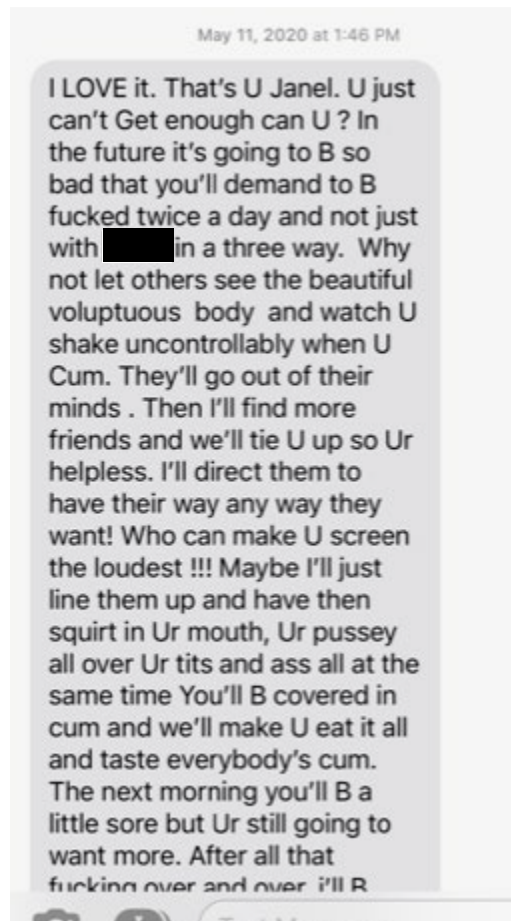 May 11, 2020 at 1:46 PM
I LOVE it. That's U Janel. U just
can't Get enough can U ? In
the future it's going to B so
bad that you'll demand to B
fucked twice a day and not just
with in a three way. Why
not let others see the beautiful
voluptuous body and watch U
shake uncontrollably when U
Cum. They'll go out of their
minds . Then I'll find more
friends and we'll tie U up so Ur
helpless. I'll direct them to
have their way any way they
want! Who can make U screen
the loudest !!! Maybe I'll just
line them up and have then
squirt in Ur mouth, Ur pussey
all over Ur tits and ass all at the
same time You'll B covered in
cum and we'll make U eat it all
and taste everybody's cum.
The next morning you'll B a
little sore but Ur still going to
want more. After all that
fucking over and over i'll B